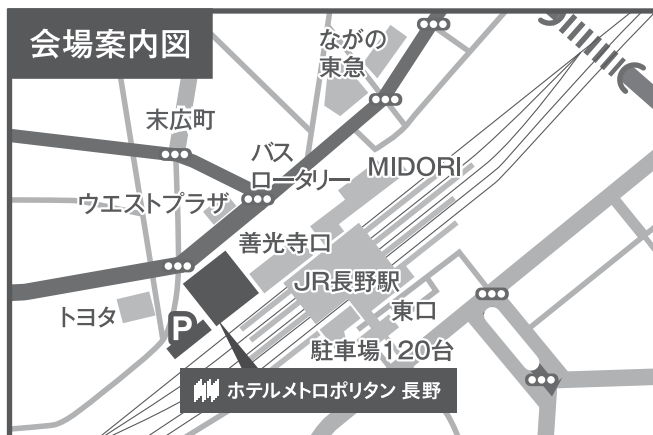 会場案内図
ながの
東急
末広町
バス
ロータリー
MIDORI
ウエストプラザ
善光寺口
JR長野駅
トヨタ
東口
P
駐車場120台
ホテルメトロポリタン 長野